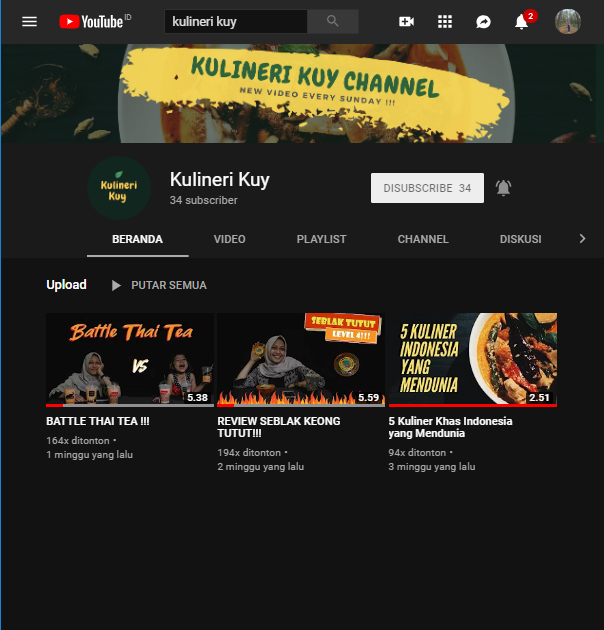 YouTube ID
kulineri kuy
2
KULINERI KUY CHANNEL
NEW VIDEO EVERY SUNDAY !!!
Kulineri
Kuy
Kulineri Kuy
34 subscriber
DISUBSCRIBE 34
BERANDA VIDEO PLAYLIST CHANNEL DISKUSI
Upload PUTAR SEMUA
Battle Thai Tea
VS
5.38
SEBLAK TUTUT
LEVEL 4!!!
5.59
5 KULINER
INDONESIA
YANG
MENDUNIA
2.51
BATTLE THAI TEA !!!
164x ditonton •
1 minggu yang lalu
REVIEW SEBLAK KEONG
TUTUT!!!
194x ditonton •
2 minggu yang lalu
5 Kuliner Khas Indonesia
yang Mendunia
94x ditonton •
3 minggu yang lalu